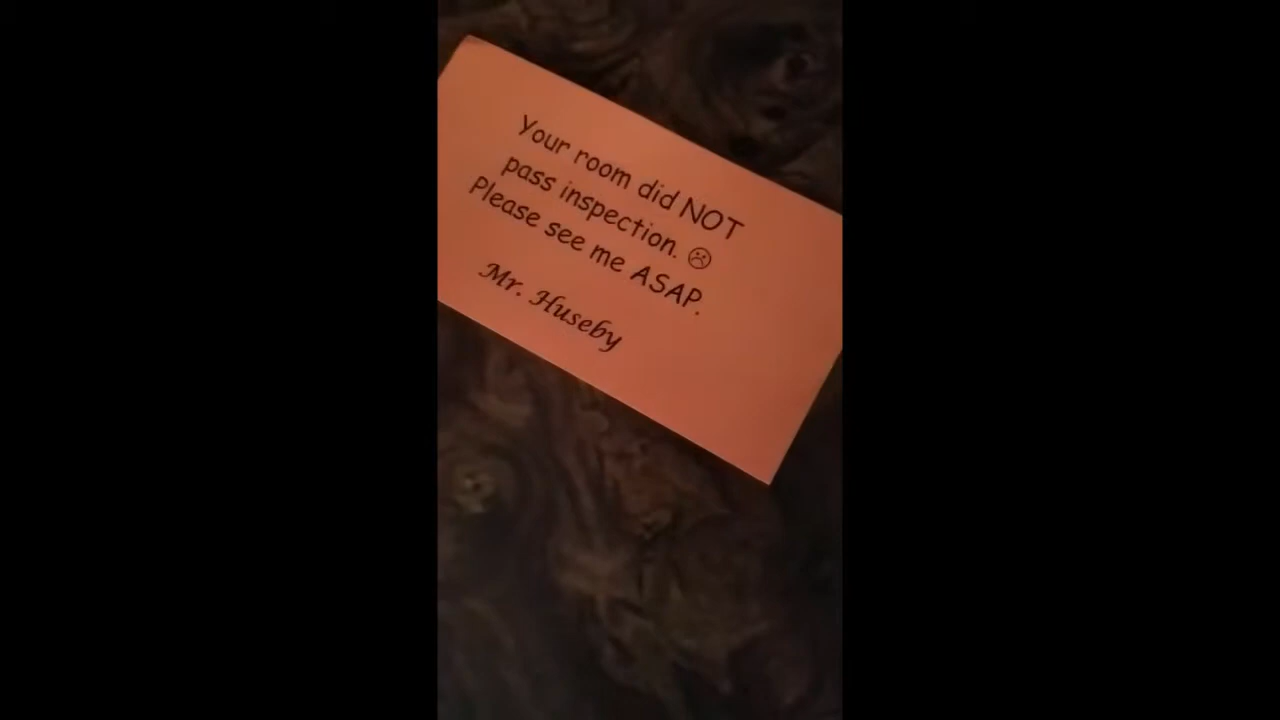 Your room did NOT
pass inspection. ☹
Please see me ASAP.
Mr. Huseby